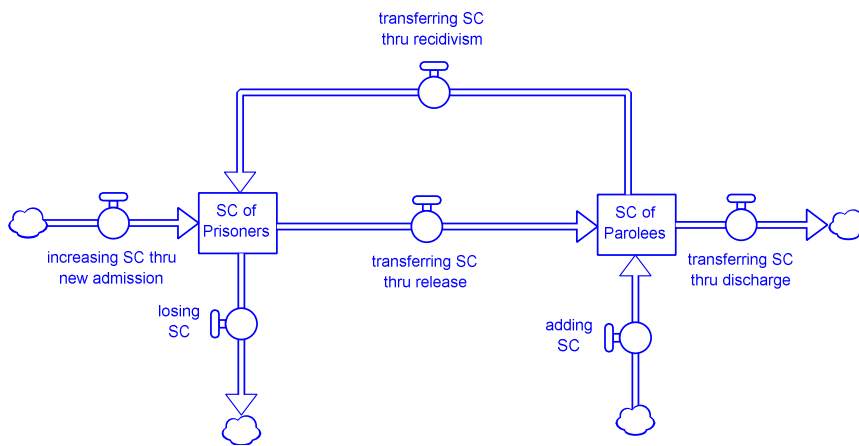 transferring SC
thru recidivism
SC of
Prisoners
SC of
Parolees
increasing SC thru
new admission
transferring SC
thru release
transferring SC
thru discharge
losing
SC
adding
SC